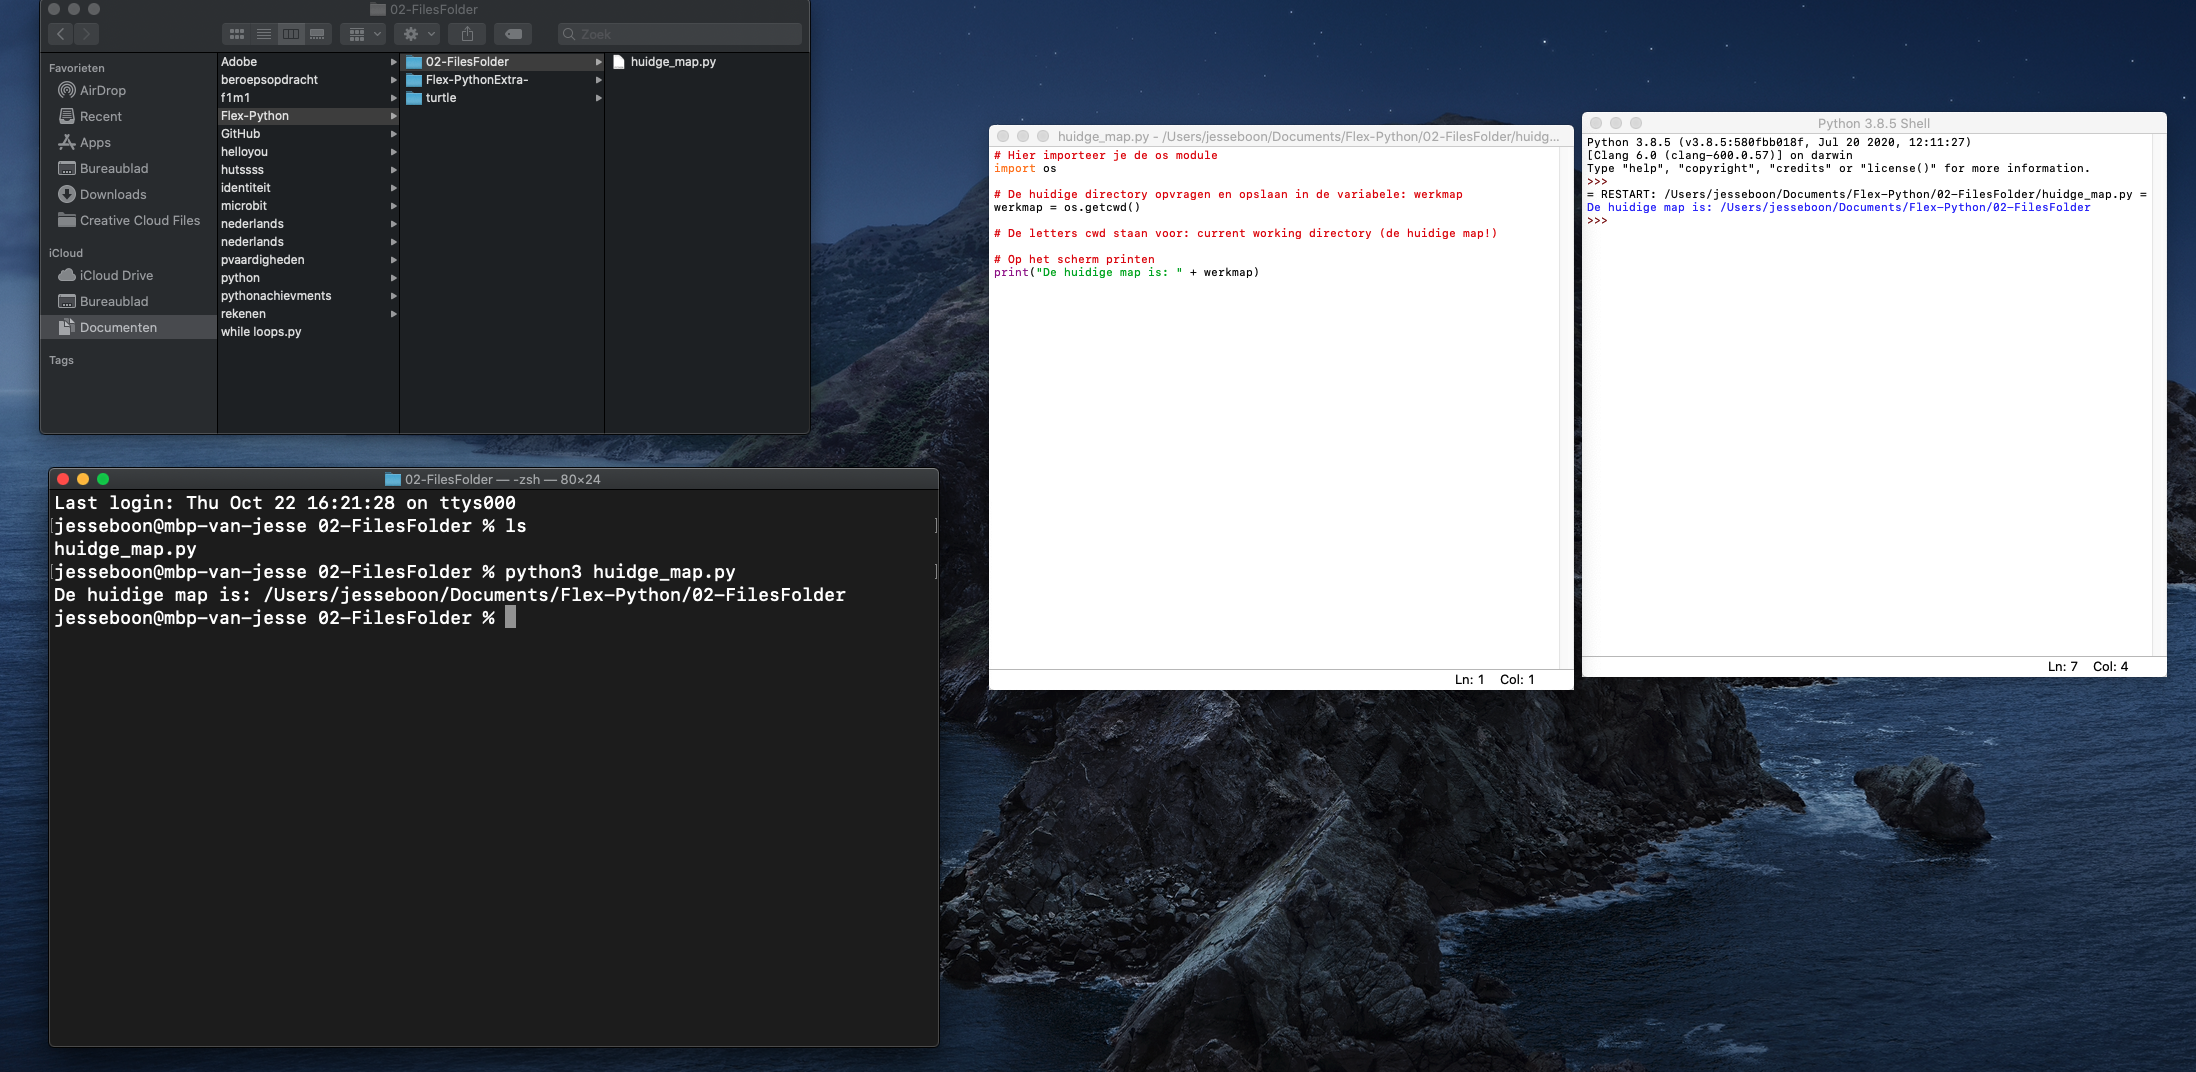 02-FilesFolder
Zoek
Favorieten
AirDrop
Recent
Apps
Bureaublad
Downloads
Creative Cloud Files
iCloud
iCloud Drive
Bureaublad
Documenten
Tags
Adobe
beroepsopdracht
f1m1
Flex-Python
GitHub
helloyou
hutssss
identiteit
microbit
nederlands
nederlands
pvaardigheden
python
pythonachievments
rekenen
while loops.py
02-FilesFolder
Flex-PythonExtra-
turtle
huidge_map.py
02-FilesFolder — -zsh — 80×24
Last login: Thu Oct 22 16:21:28 on ttys000
[jesseboon@mbp-van-jesse 02-FilesFolder % ls ]
huidge_map.py
[jesseboon@mbp-van-jesse 02-FilesFolder % python3 huidge_map.py ]
De huidige map is: /Users/jesseboon/Documents/Flex-Python/02-FilesFolder
jesseboon@mbp-van-jesse 02-FilesFolder %
huidge_map.py - /Users/jesseboon/Documents/Flex-Python/02-FilesFolder/huidg...
# Hier importeer je de os module
import os
# De huidige directory opvragen en opslaan in de variabele: werkmap
werkmap = os.getcwd()
# De letters cwd staan voor: current working directory (de huidige map!)
# Op het scherm printen
print("De huidige map is: " + werkmap)
Ln: 1 Col: 1
Python 3.8.5 Shell
Python 3.8.5 (v3.8.5:580fbb018f, Jul 20 2020, 12:11:27)
[Clang 6.0 (clang-600.0.57)] on darwin
Type "help", "copyright", "credits" or "license()" for more information.
>>>
= RESTART: /Users/jesseboon/Documents/Flex-Python/02-FilesFolder/huidge_map.py =
De huidige map is: /Users/jesseboon/Documents/Flex-Python/02-FilesFolder
>>>
Ln: 7 Col: 4